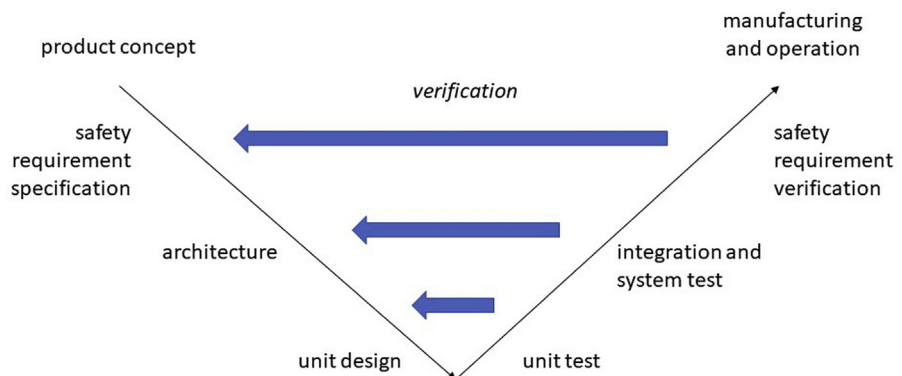 manufacturing
and operation
product concept
verification
safety
requirement
specification
safety
requirement
verification
architecture
integration and
system test
unit design
unit test